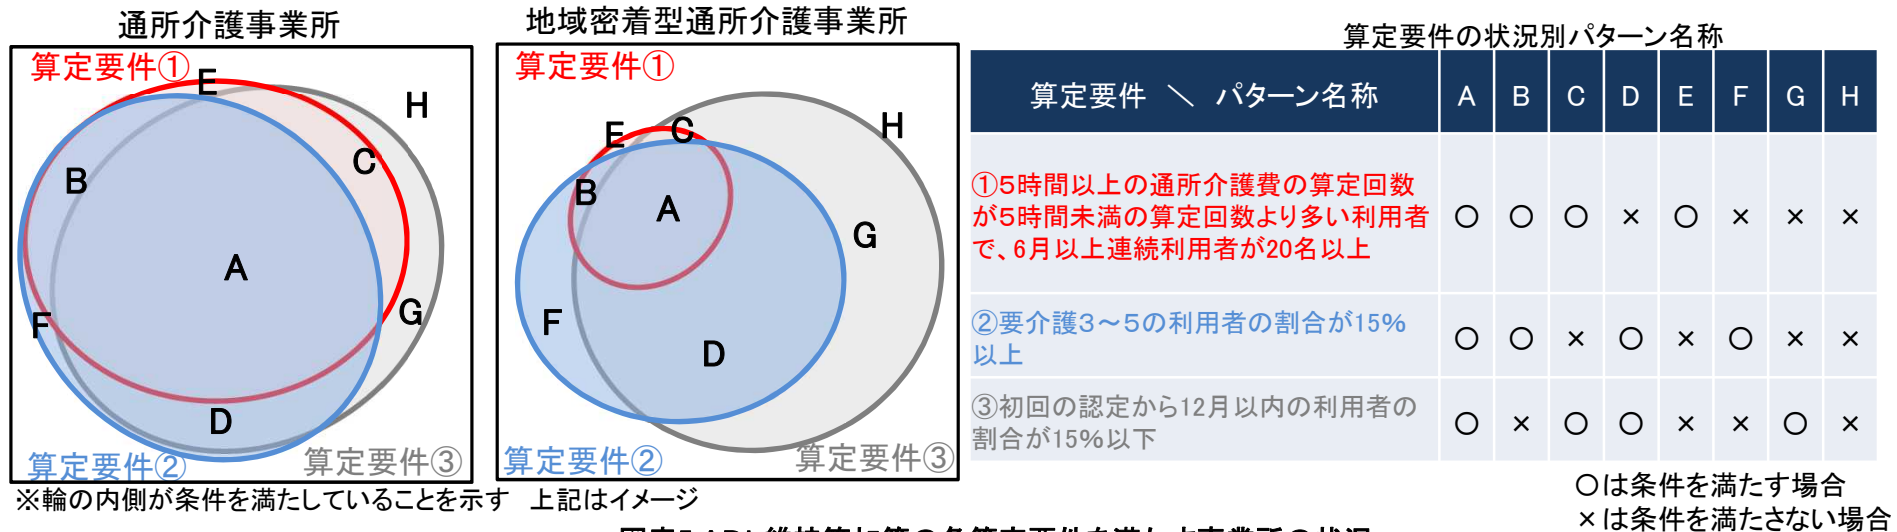 通所介護事業所
算定要件①
E
H
B
C
A
F
G
D
算定要件②
算定要件③
地域密着型通所介護事業所
算定要件①
E
C
H
B
A
G
F
D
算定要件②
算定要件③
※輪の内側が条件を満たしていることを示す　上記はイメージ
算定要件の状況別パターン名称
算定要件 ＼ パターン名称 A B C D E F G H
①5時間以上の通所介護費の算定回数
が5時間未満の算定回数より多い利用者
で、6月以上連続利用者が20名以上
○ ○ ○ × ○ × × ×
②要介護3～5の利用者の割合が15%
以上
○ ○ × ○ × ○ × ×
③初回の認定から12月以内の利用者の
割合が15%以下
○ × ○ ○ × × ○ ×
○は条件を満たす場合
×は条件を満たさない場合